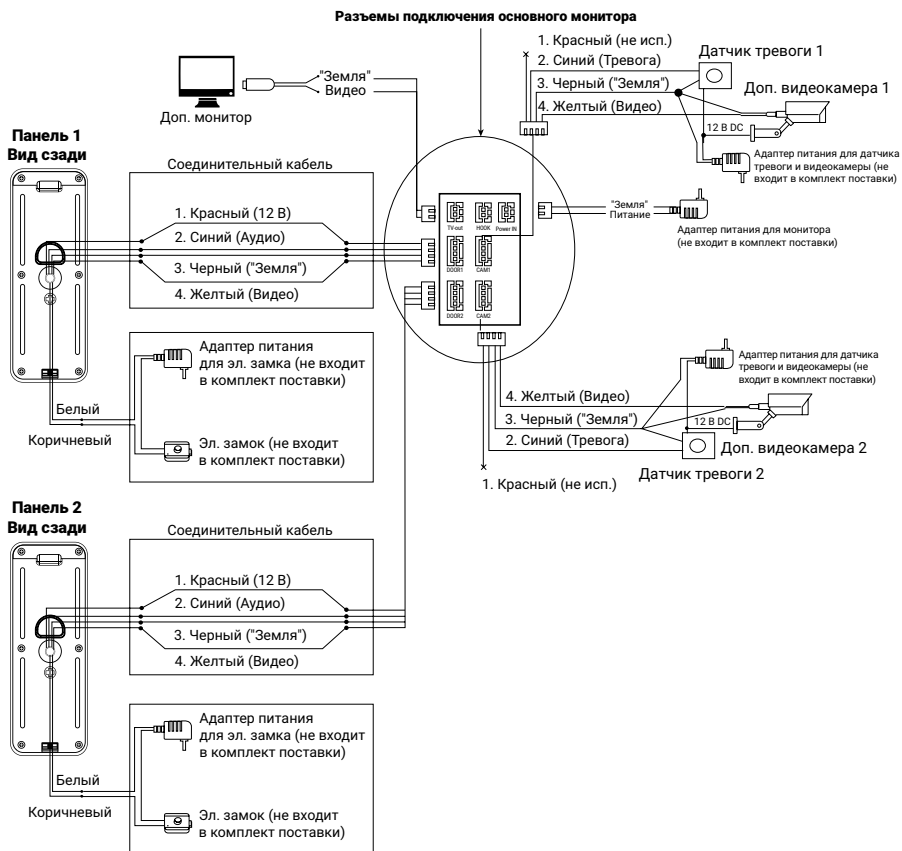 Разъемы подключения основного монитора
1. Красный (не исп.)
2. Синий (Тревога)
3. Черный ("Земля")
4. Желтый (Видео)
Датчик тревоги 1
Доп. видеокамера 1
12 В DC
Адаптер питания для датчика
тревоги и видеокамеры (не
входит в комплект поставки)
"Земля"
Видео
Доп. монитор
Панель 1
Вид сзади
Соединительный кабель
1. Красный (12 В)
2. Синий (Аудио)
3. Черный ("Земля")
4. Желтый (Видео)
TV-out
HOOK
Power IN
DOOR1
CAM1
DOOR2
CAM2
"Земля"
Питание
Адаптер питания для монитора
(не входит в комплект поставки)
Адаптер питания
для эл. замка (не входит
в комплект поставки)
Белый
Коричневый
Эл. замок (не входит
в комплект поставки)
Адаптер питания для датчика
тревоги и видеокамеры (не
входит в комплект поставки)
4. Желтый (Видео)
3. Черный ("Земля")
2. Синий (Тревога)
1. Красный (не исп.)
12 В DC
Доп. видеокамера 2
Датчик тревоги 2
Панель 2
Вид сзади
Соединительный кабель
1. Красный (12 В)
2. Синий (Аудио)
3. Черный ("Земля")
4. Желтый (Видео)
Адаптер питания
для эл. замка (не входит
в комплект поставки)
Белый
Коричневый
Эл. замок (не входит
в комплект поставки)